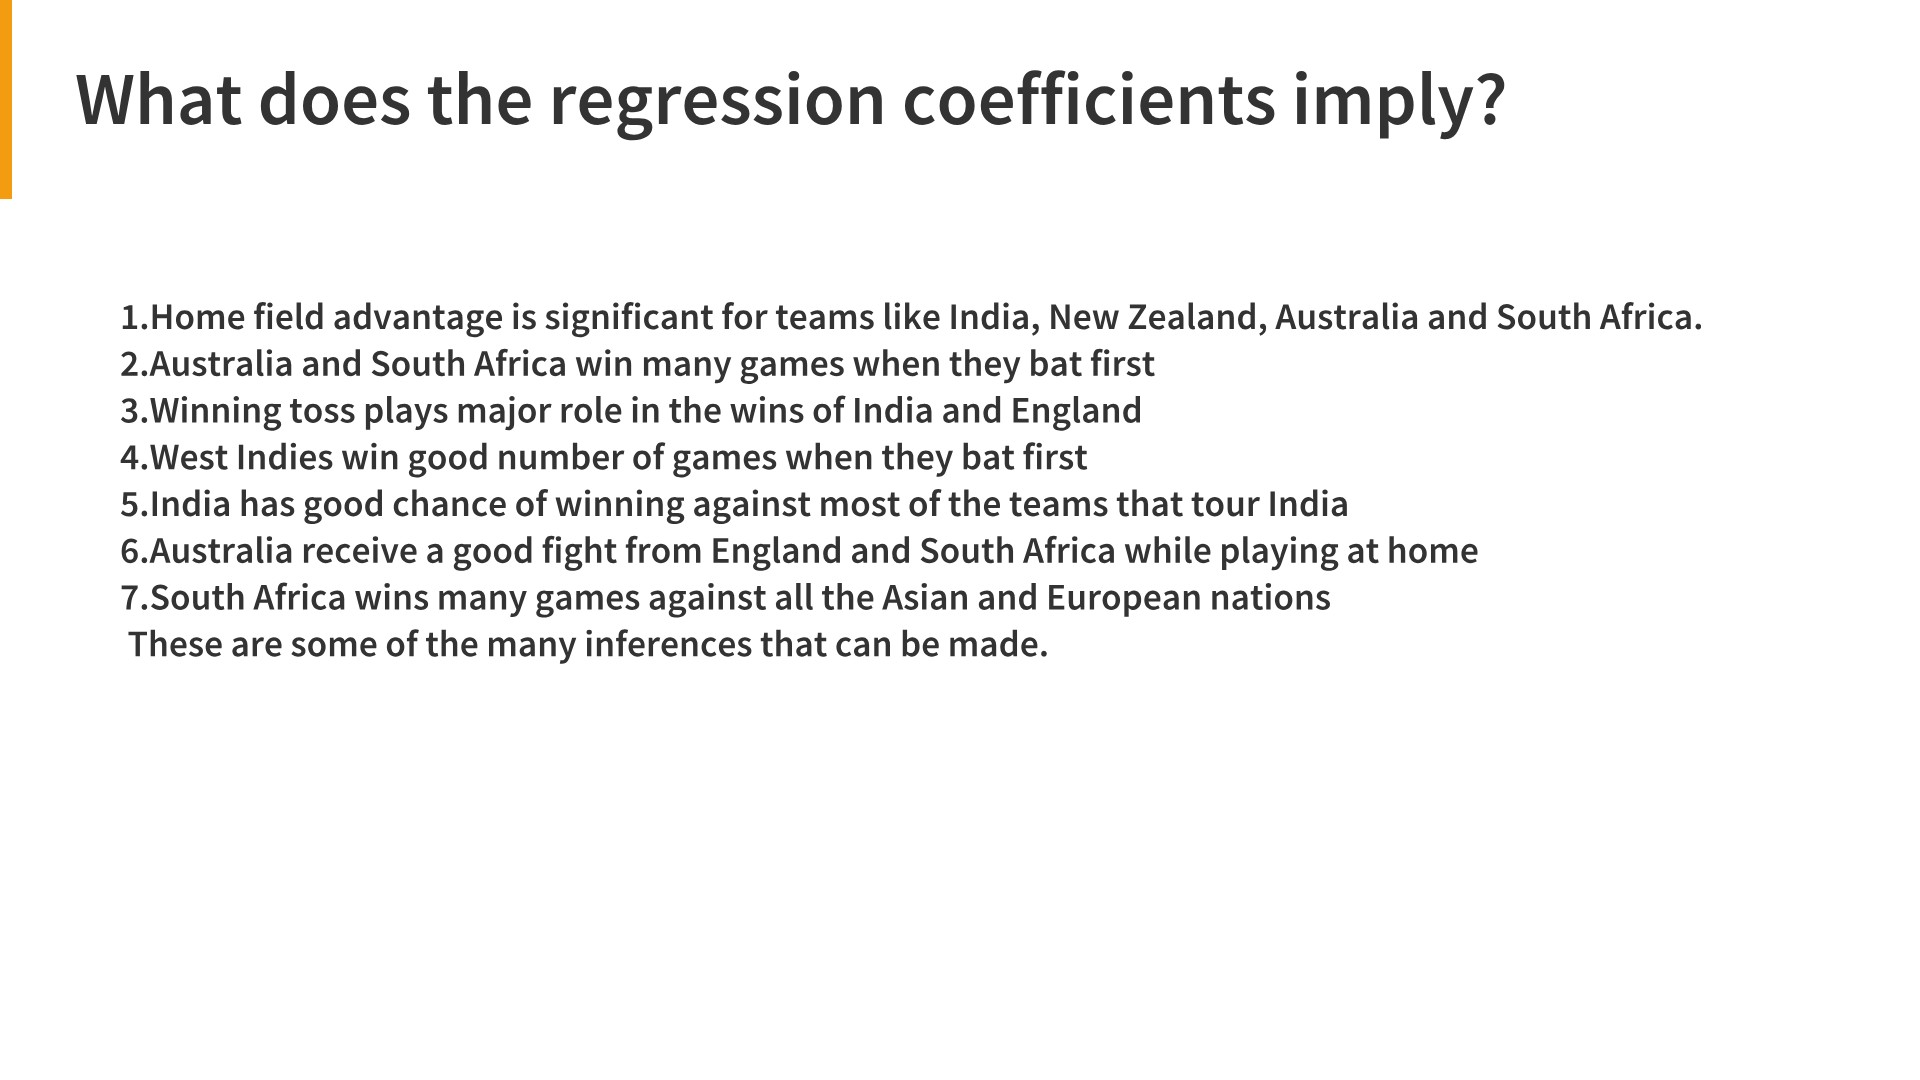 What does the regression coefficients imply?
1.Home field advantage is significant for teams like India, New Zealand, Australia and South Africa.
2.Australia and South Africa win many games when they bat first
3.Winning toss plays major role in the wins of India and England
4.West Indies win good number of games when they bat first
5.India has good chance of winning against most of the teams that tour India
6.Australia receive a good fight from England and South Africa while playing at home
7.South Africa wins many games against all the Asian and European nations
These are some of the many inferences that can be made.